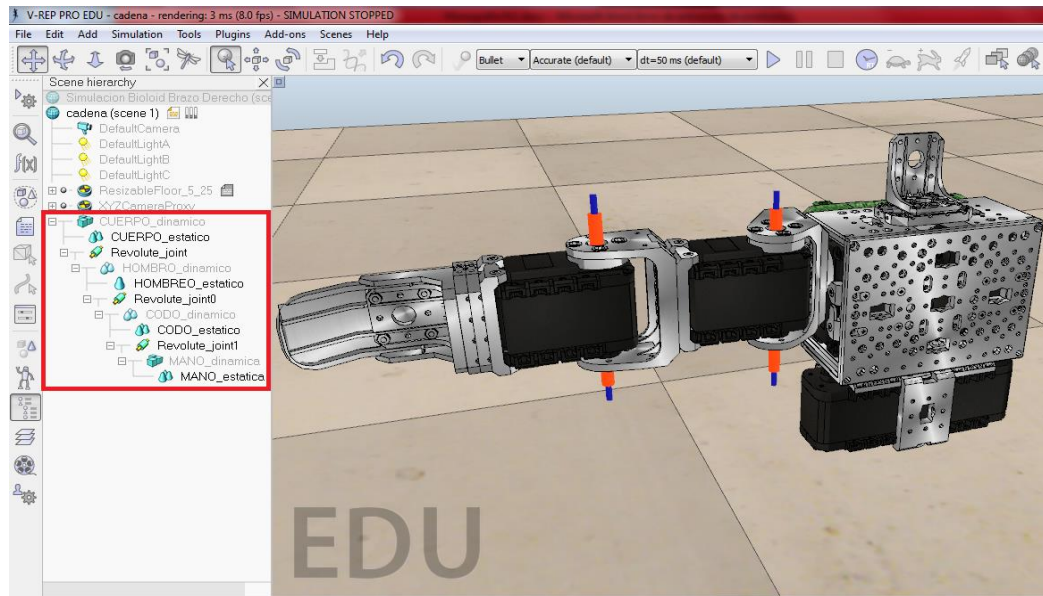 V-REP PRO EDU - cadena - rendering: 3 ms (8.0 fps) - SIMULATION STOPPED
File Edit Add Simulation Tools Plugins Add-ons Scenes Help
Bullet Accurate (default) dt=50 ms (default)
Scene hierarchy
Simulacion Bioloid Brazo Derecho (sce
cadena (scene 1)
DefaultCamera
DefaultLightA
DefaultLightB
DefaultLightC
ResizableFloor_5_25
XYZCameraProxy
CUERPO_dinamico
CUERPO_estatico
Revolute_joint
HOMBRO_dinamico
HOMBREO_estatico
Revolute_joint0
CODO_dinamico
CODO_estatico
Revolute_joint1
MANO_dinamica
MANO_estatica
f(x)
EDU